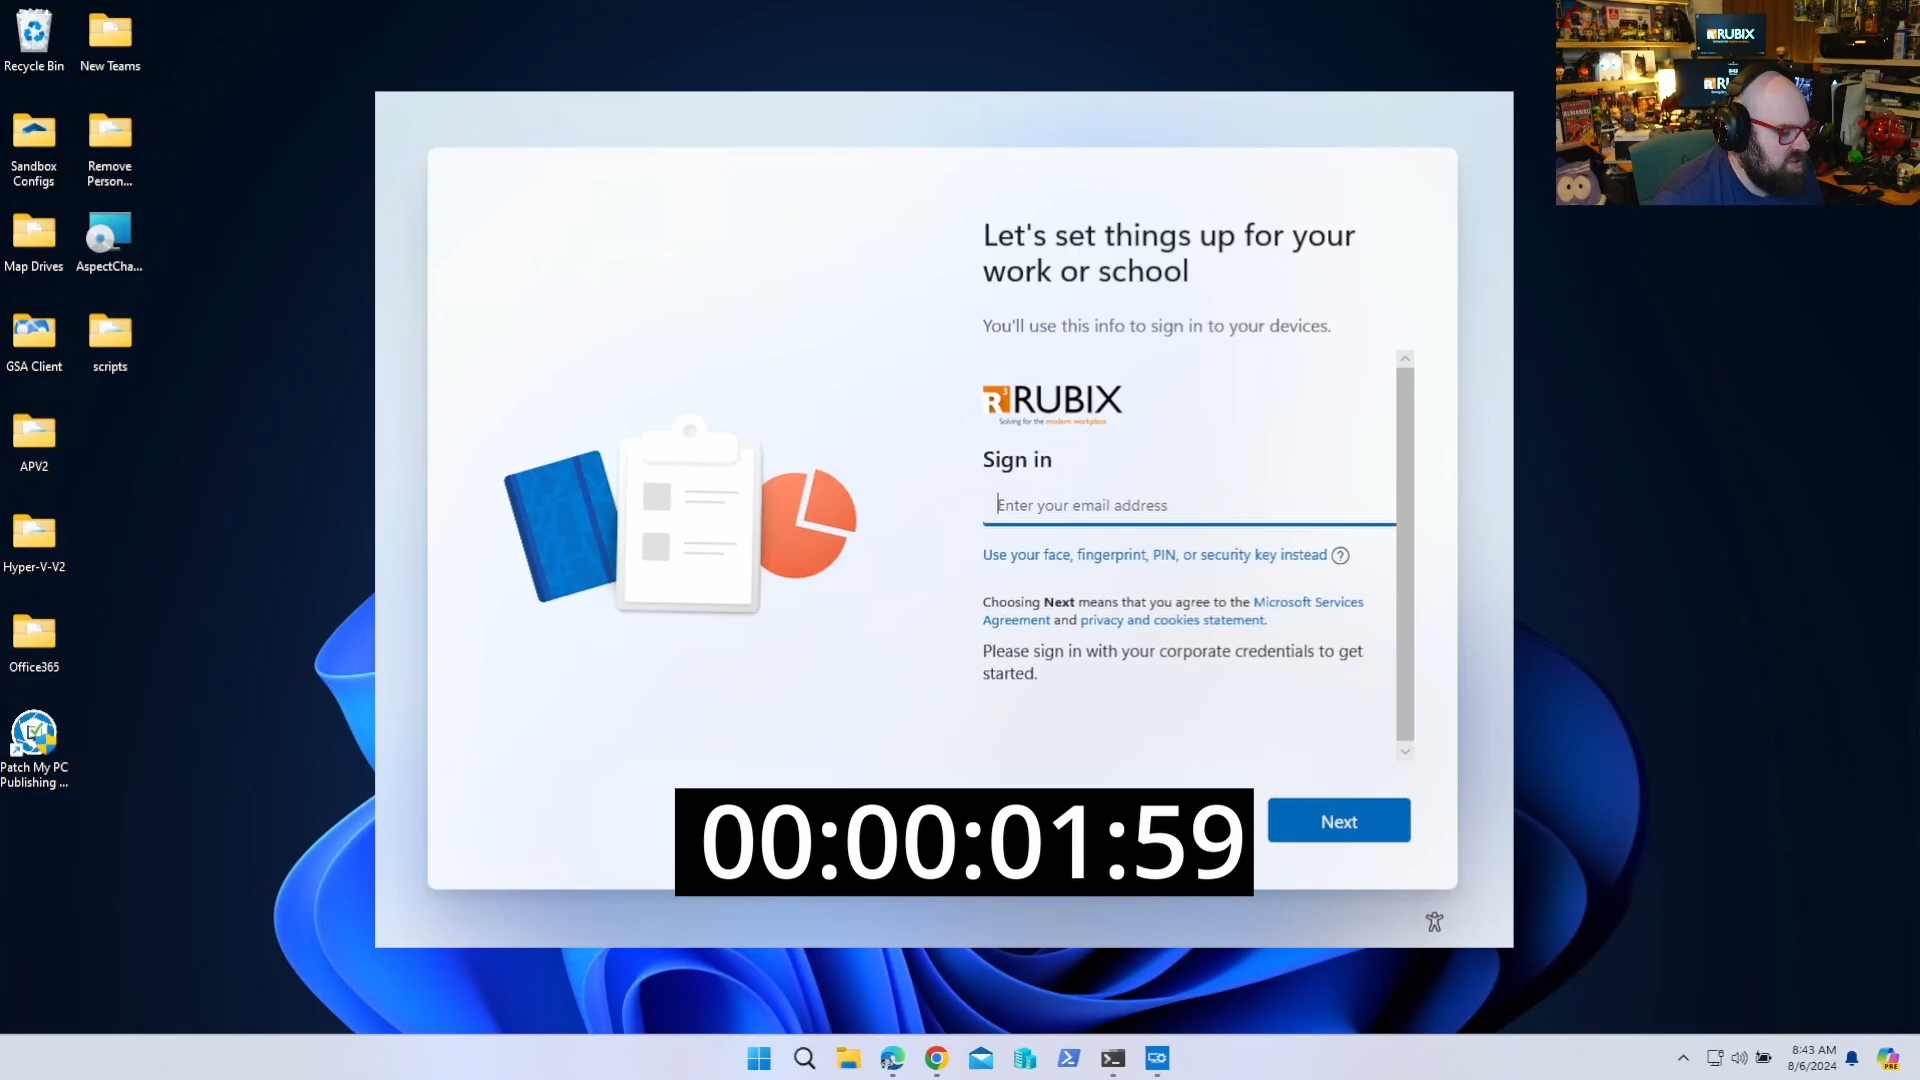 Recycle Bin
New Teams
Sandbox
Configs
Remove
Person...
Map Drives
AspectCha...
GSA Client
scripts
APV2
Hyper-V-V2
Office365
Patch My PC
Publishing ...
RUBIX
Let's set things up for your
work or school
You'll use this info to sign in to your devices.
R3 RUBIX
Solving for the modern workplace
Sign in
Enter your email address
Use your face, fingerprint, PIN, or security key instead
Choosing Next means that you agree to the Microsoft Services
Agreement and privacy and cookies statement.
Please sign in with your corporate credentials to get
started.
00:00:01:59
Next
8:43 AM
8/6/2024
PRE